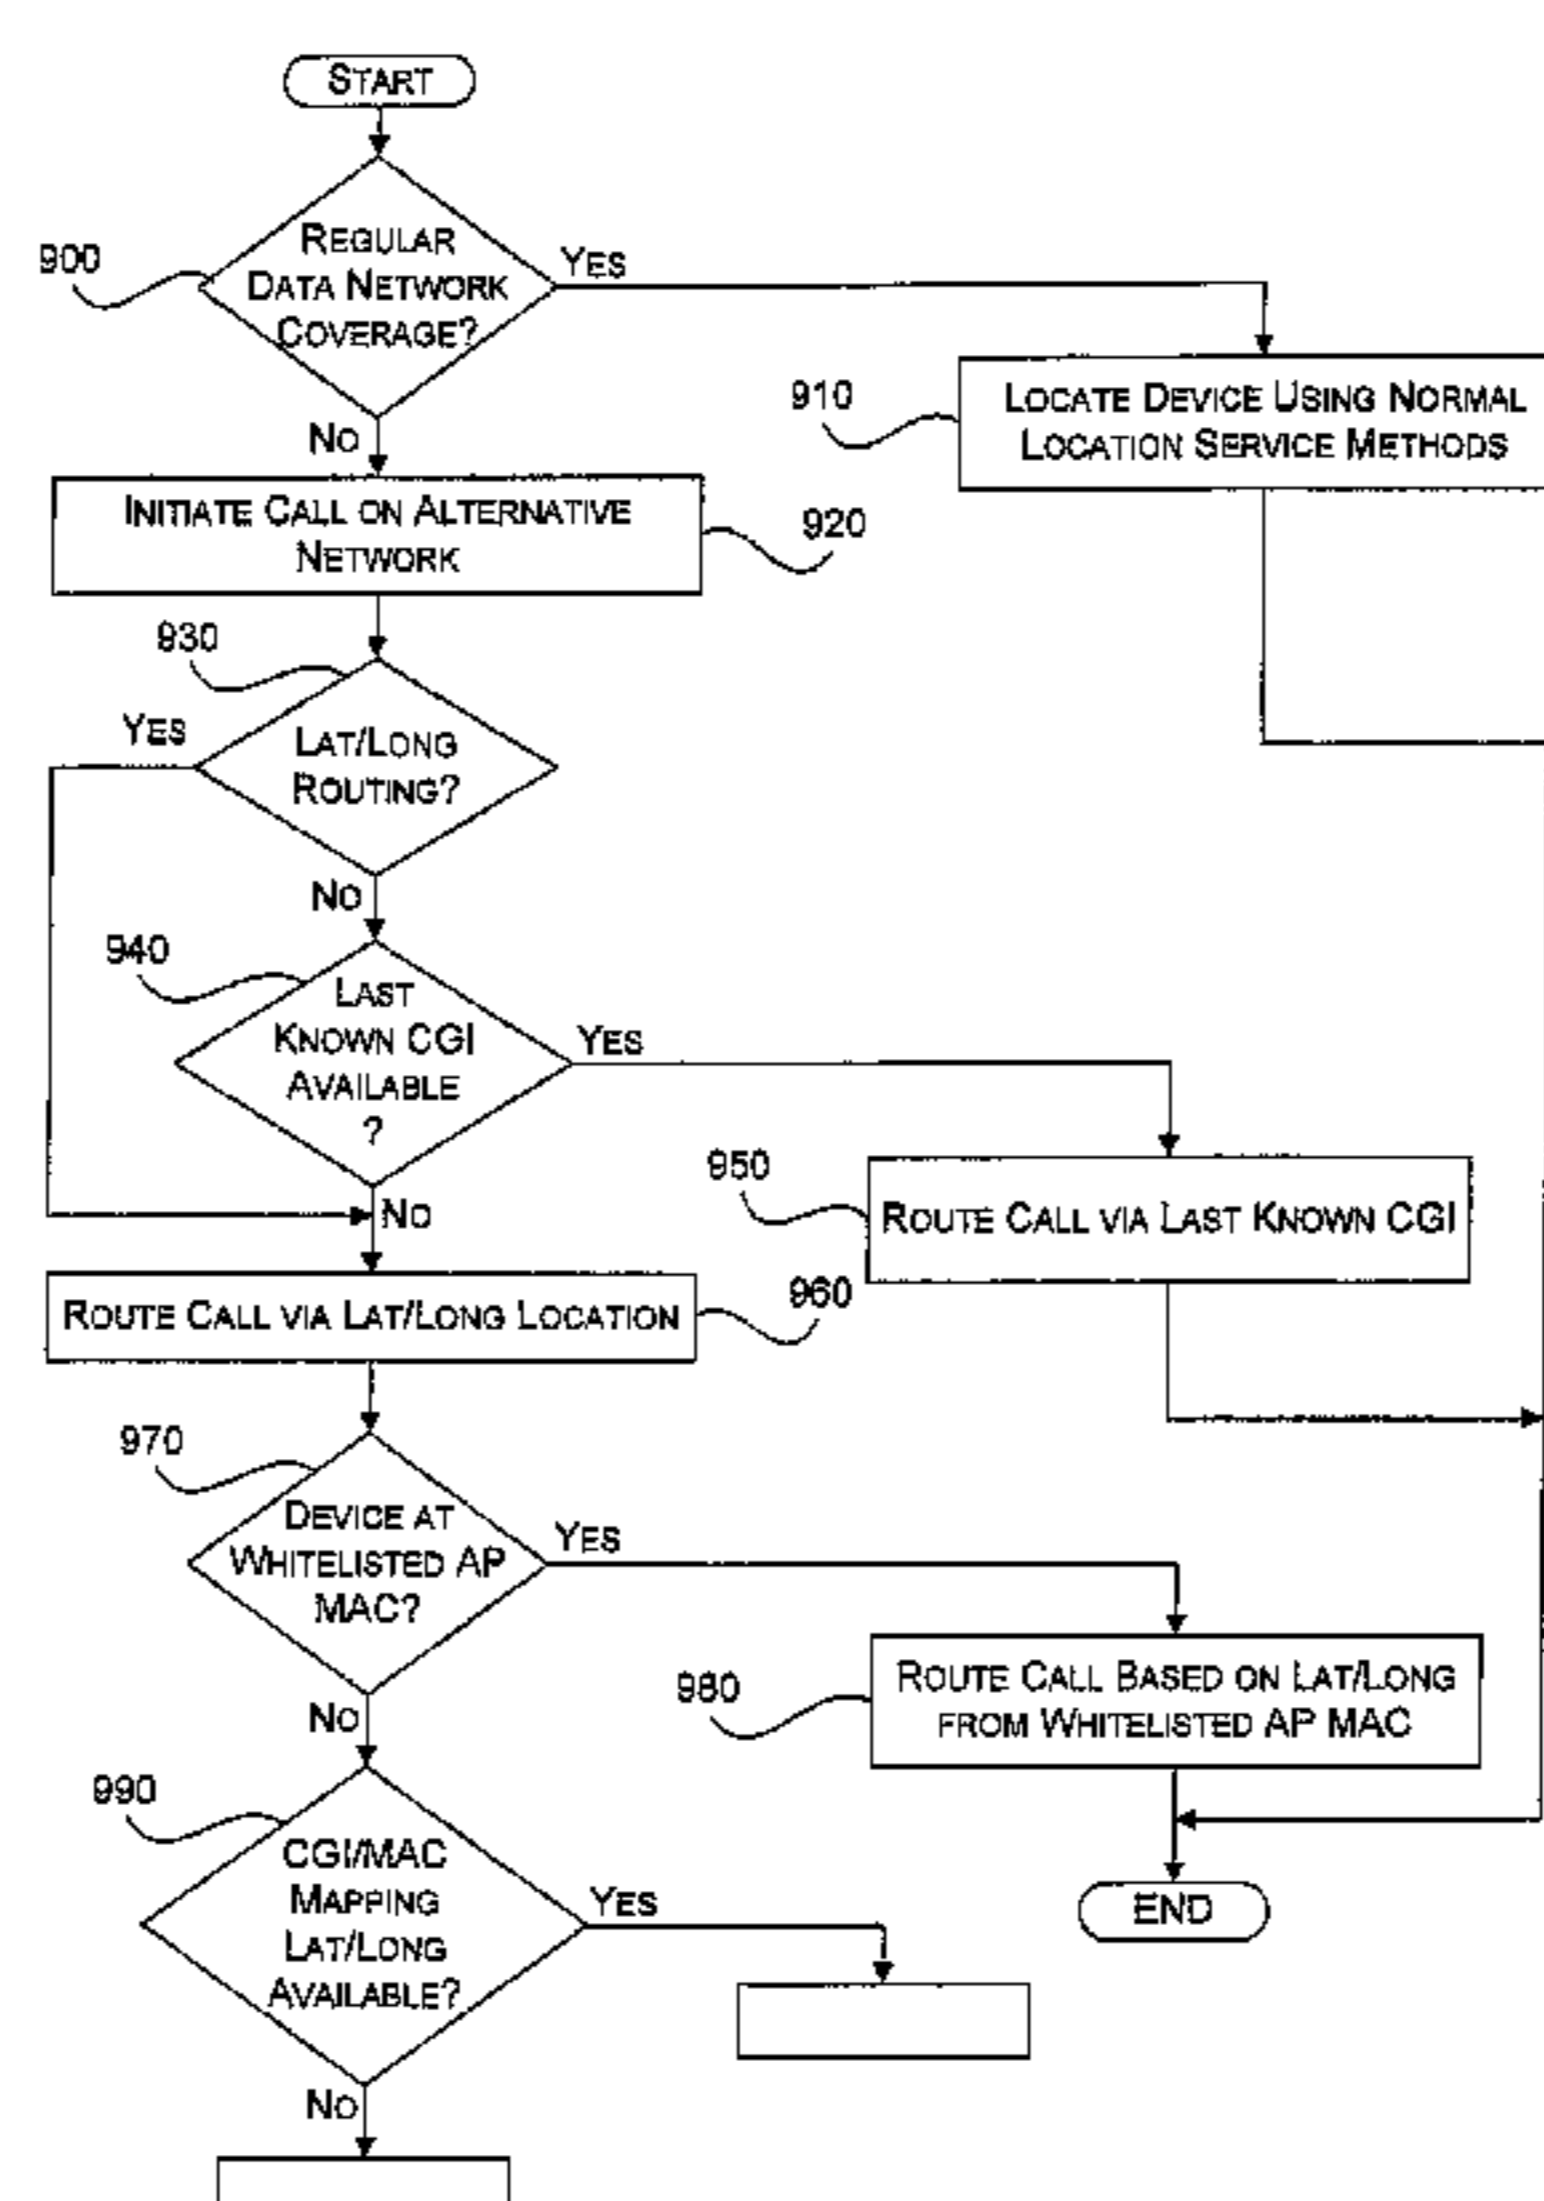 START
REGULAR
DATA NETWORK
COVERAGE?
900
YES
NO
910
LOCATE DEVICE USING NORMAL
LOCATION SERVICE METHODS
INITIATE CALL ON ALTERNATIVE
NETWORK
920
930
YES
LAT/LONG
ROUTING?
NO
940
LAST
KNOWN CGI
AVAILABLE
?
YES
NO
950
ROUTE CALL VIA LAST KNOWN CGI
ROUTE CALL VIA LAT/LONG LOCATION
960
970
DEVICE AT
WHITELISTED AP
MAC?
YES
NO
980
ROUTE CALL BASED ON LAT/LONG
FROM WHITELISTED AP MAC
990
CGI/MAC
MAPPING
LAT/LONG
AVAILABLE?
YES
NO
END